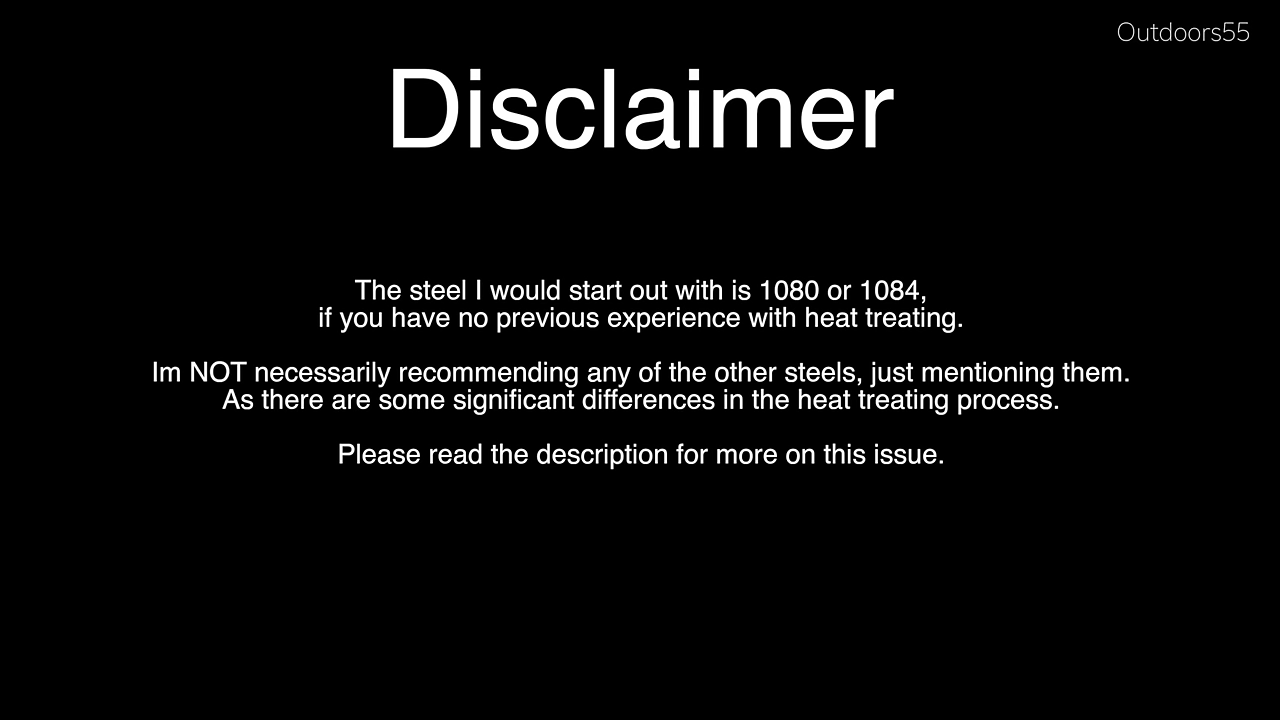 Outdoors55
Disclaimer
The steel I would start out with is 1080 or 1084,
if you have no previous experience with heat treating.
Im NOT necessarily recommending any of the other steels, just mentioning them.
As there are some significant differences in the heat treating process.
Please read the description for more on this issue.